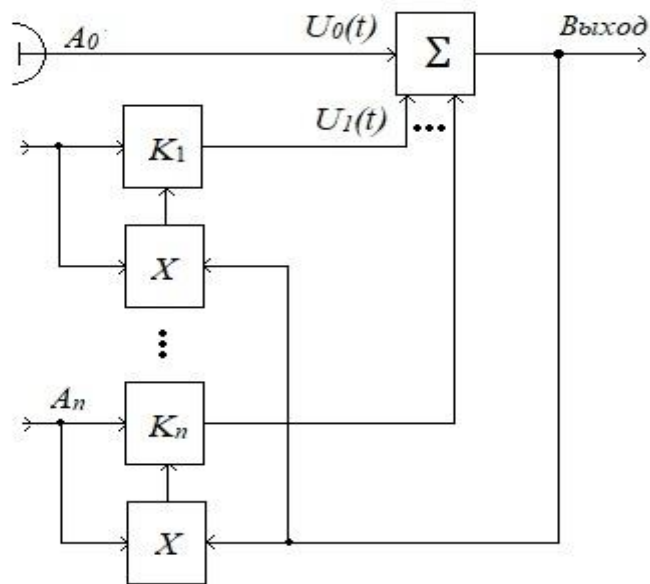 A0 U0(t) Σ Выход
U1(t)
K1
X
An
Kn
X